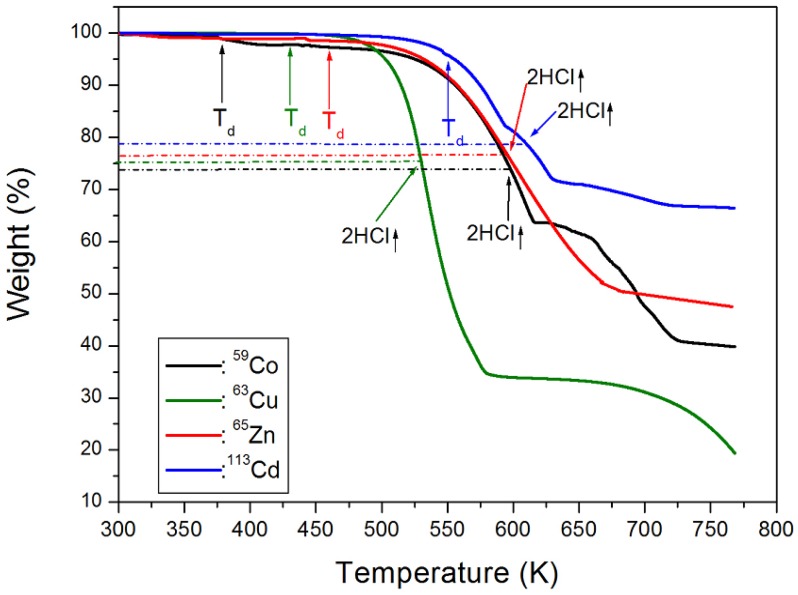 100
90
80
70
60
50
40
30
20
10
Weight (%)
2HCl↑
2HCl↑
T_d T_d T_d T_d
2HCl↑ 2HCl↑
: ⁵⁹Co
: ⁶³Cu
: ⁶⁵Zn
: ¹¹³Cd
300 350 400 450 500 550 600 650 700 750 800
Temperature (K)